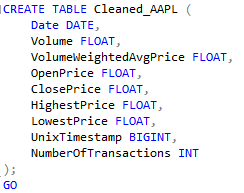 CREATE TABLE Cleaned_AAPL (
    Date DATE,
    Volume FLOAT,
    VolumeWeightedAvgPrice FLOAT,
    OpenPrice FLOAT,
    ClosePrice FLOAT,
    HighestPrice FLOAT,
    LowestPrice FLOAT,
    UnixTimestamp BIGINT,
    NumberOfTransactions INT
);
GO